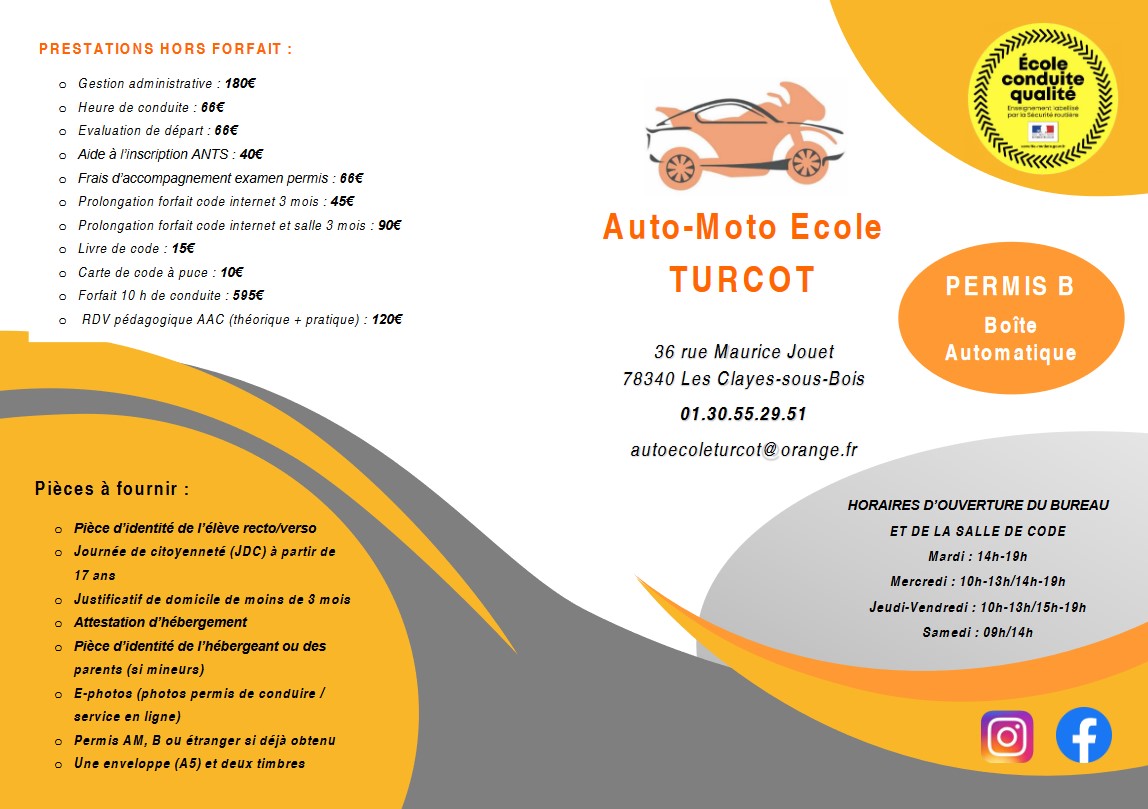 PRESTATIONS HORS FORFAIT :
o Gestion administrative : 180€
o Heure de conduite : 66€
o Evaluation de départ : 66€
o Aide à l'inscription ANTS : 40€
o Frais d'accompagnement examen permis : 66€
o Prolongation forfait code internet 3 mois : 45€
o Prolongation forfait code internet et salle 3 mois : 90€
o Livre de code : 15€
o Carte de code à puce : 10€
o Forfait 10 h de conduite : 595€
o RDV pédagogique AAC (théorique + pratique) : 120€
Pièces à fournir :
o Pièce d'identité de l'élève recto/verso
o Journée de citoyenneté (JDC) à partir de
17 ans
o Justificatif de domicile de moins de 3 mois
o Attestation d'hébergement
o Pièce d'identité de l'hébergeant ou des
parents (si mineurs)
o E-photos (photos permis de conduire /
service en ligne)
o Permis AM, B ou étranger si déjà obtenu
o Une enveloppe (A5) et deux timbres
Auto-Moto Ecole
TURCOT
36 rue Maurice Jouet
78340 Les Clayes-sous-Bois
01.30.55.29.51
autoecoleturcot@orange.fr
École
conduite
qualité
Enseignement labellisé
par la Sécurité routière
PERMIS B
Boîte
Automatique
HORAIRES D'OUVERTURE DU BUREAU
ET DE LA SALLE DE CODE
Mardi : 14h-19h
Mercredi : 10h-13h/14h-19h
Jeudi-Vendredi : 10h-13h/15h-19h
Samedi : 09h/14h